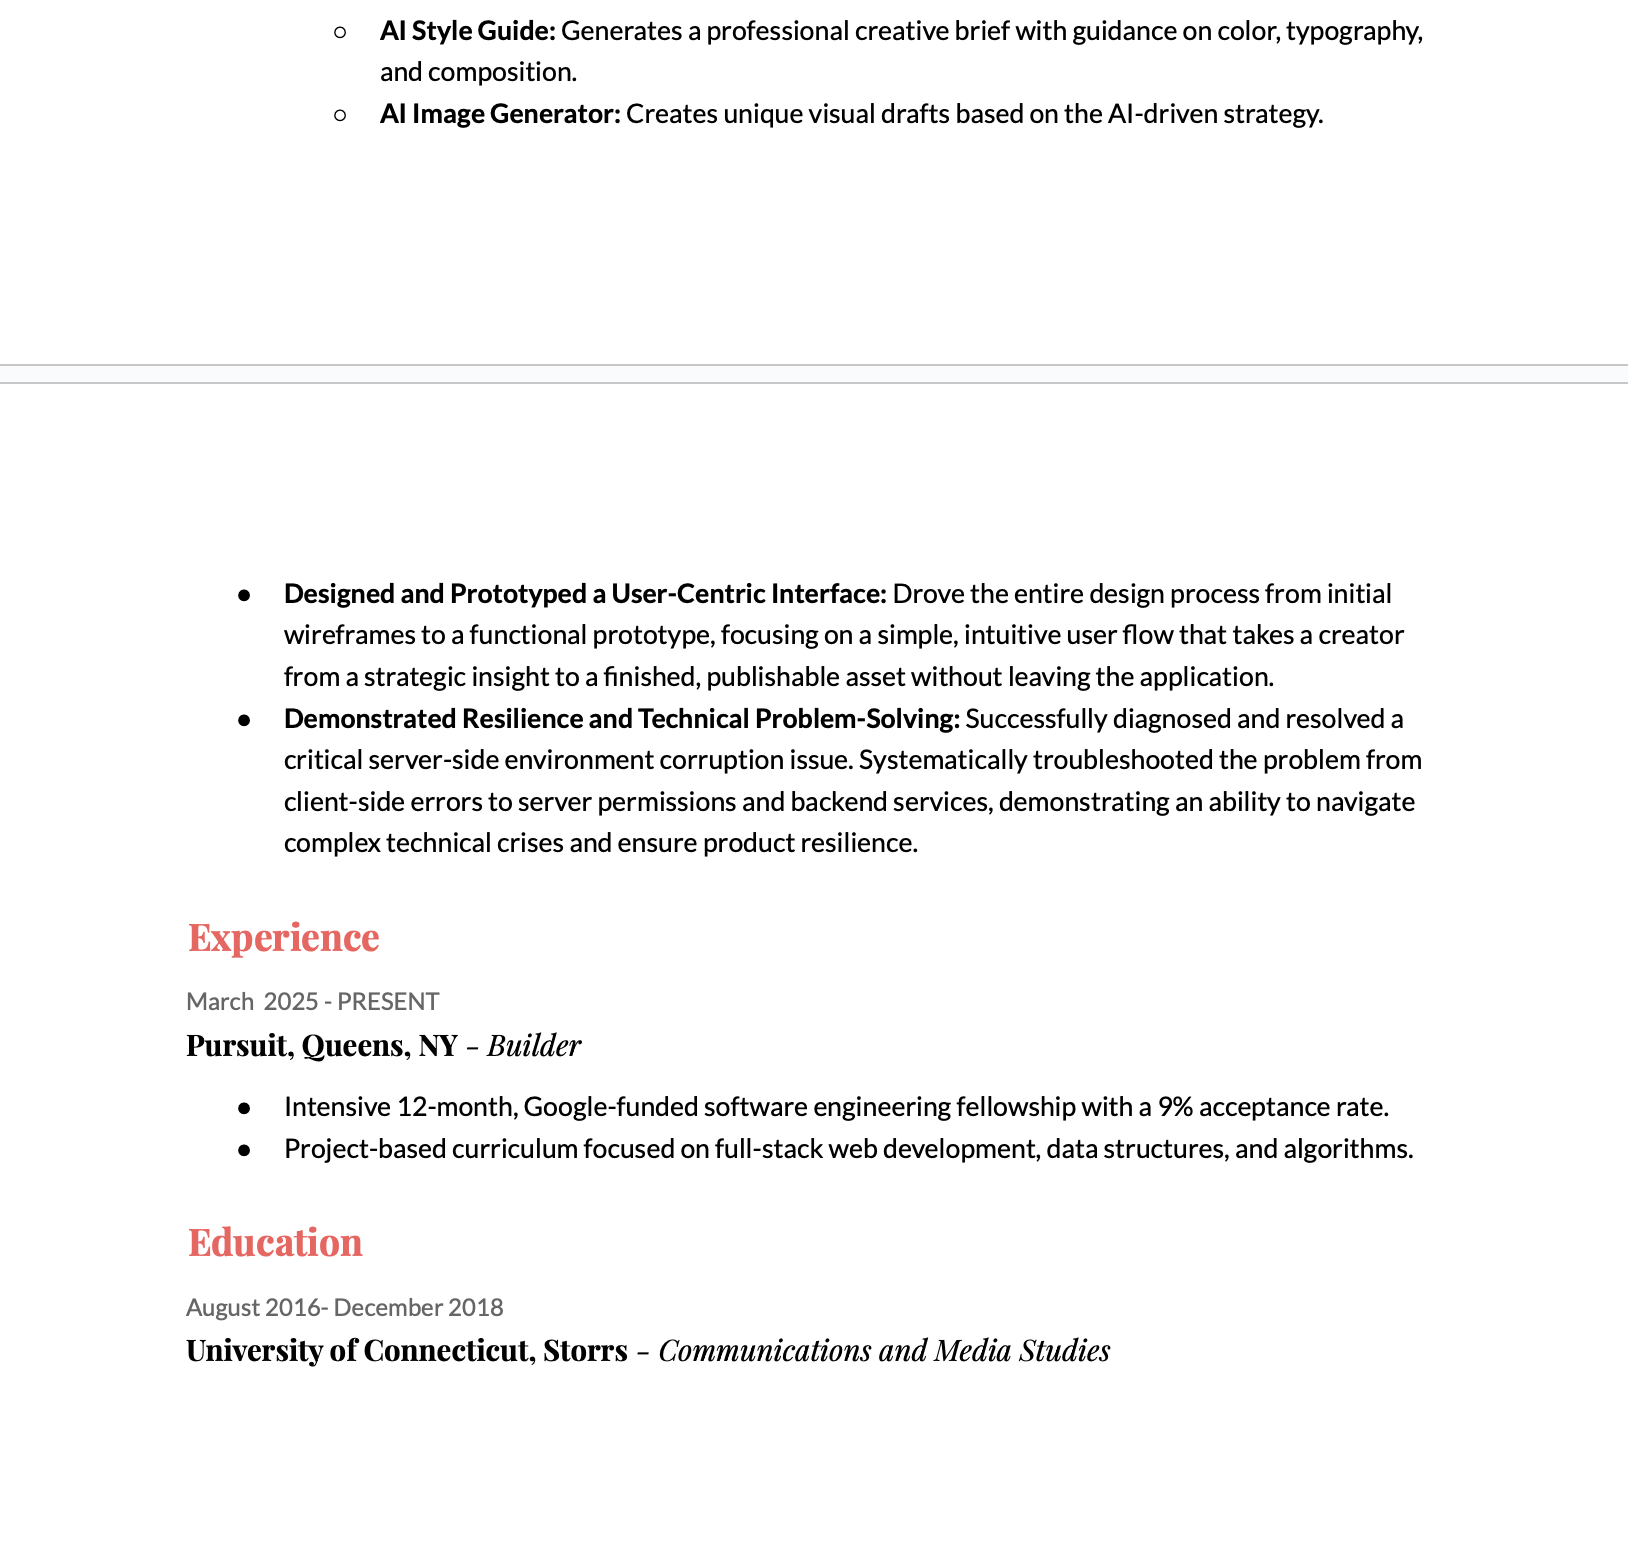 ○ AI Style Guide: Generates a professional creative brief with guidance on color, typography,
and composition.
○ AI Image Generator: Creates unique visual drafts based on the AI-driven strategy.
● Designed and Prototyped a User-Centric Interface: Drove the entire design process from initial
wireframes to a functional prototype, focusing on a simple, intuitive user flow that takes a creator
from a strategic insight to a finished, publishable asset without leaving the application.
● Demonstrated Resilience and Technical Problem-Solving: Successfully diagnosed and resolved a
critical server-side environment corruption issue. Systematically troubleshooted the problem from
client-side errors to server permissions and backend services, demonstrating an ability to navigate
complex technical crises and ensure product resilience.
Experience
March  2025 - PRESENT
Pursuit, Queens, NY – Builder
● Intensive 12-month, Google-funded software engineering fellowship with a 9% acceptance rate.
● Project-based curriculum focused on full-stack web development, data structures, and algorithms.
Education
August 2016- December 2018
University of Connecticut, Storrs – Communications and Media Studies